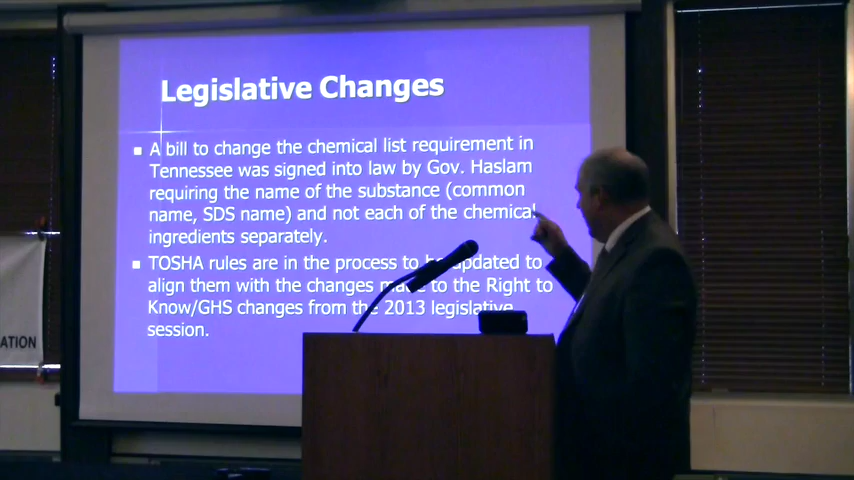 Legislative Changes
A bill to change the chemical list requirement in
Tennessee was signed into law by Gov. Haslam
requiring the name of the substance (common
name, SDS name) and not each of the chemical
ingredients separately.
TOSHA rules are in the process to be updated to
align them with the changes made to the Right to
Know/GHS changes from the 2013 legislative
session.
ATION